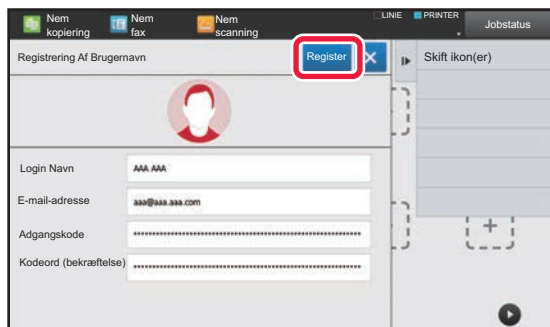 Nem kopiering
Nem fax
Nem scanning
LINIE
PRINTER
Jobstatus
Registrering Af Brugernavn
Register
Skift ikon(er)
Login Navn
AAA AAA
E-mail-adresse
aaa@aaa.aaa.com
Adgangskode
Kodeord (bekræftelse)